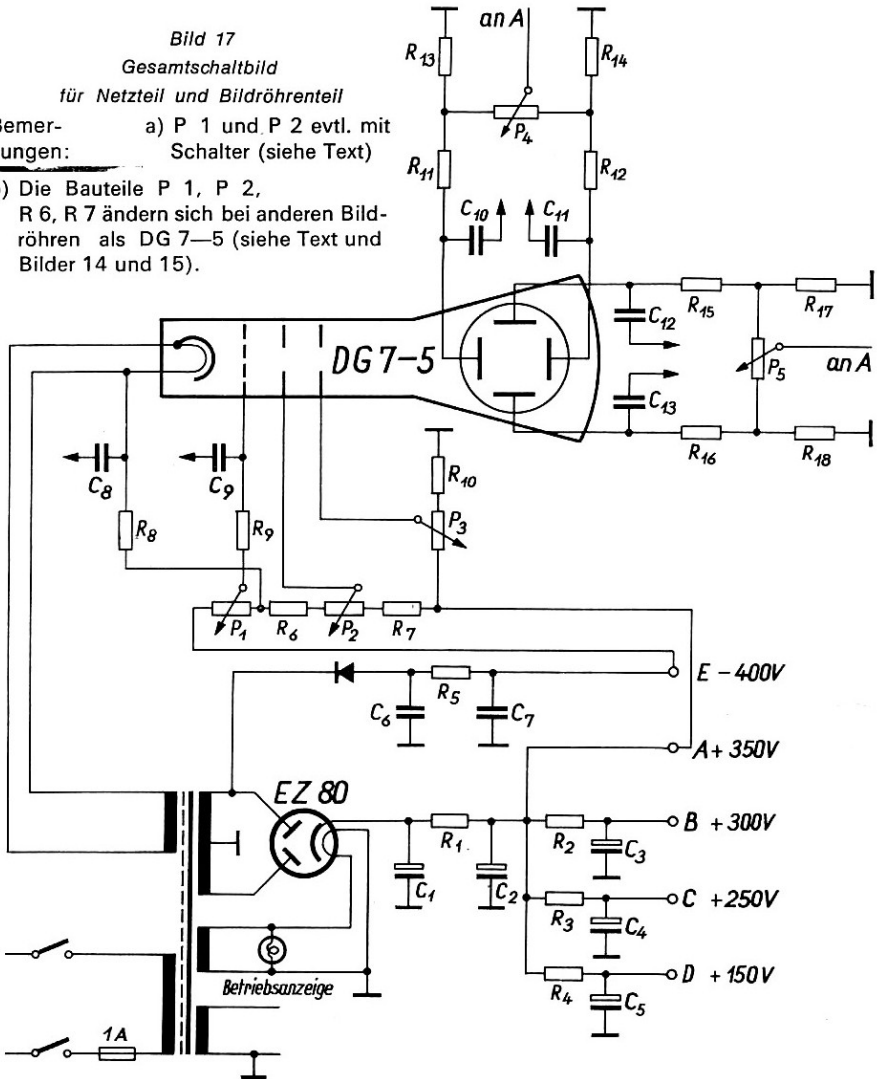 Bild 17
Gesamtschaltbild
für Netzteil und Bildröhrenteil
a) P 1 und P 2 evtl. mit
Schalter (siehe Text)
) Die Bauteile P 1, P 2,
R 6, R 7 ändern sich bei anderen Bild-
röhren als DG 7—5 (siehe Text und
Bilder 14 und 15).
an A
R13
R14
P4
R11
R12
C10
C11
DG 7-5
C12
R15
R17
P5
an A
C13
R16
R18
C8
C9
R10
R8
R9
P3
P1
R6
P2
R7
E - 400V
R5
C6
C7
A + 350V
EZ 80
R1
R2
B + 300V
C1
C2
C3
R3
C + 250V
C4
R4
D + 150V
C5
Betriebsanzeige
1A